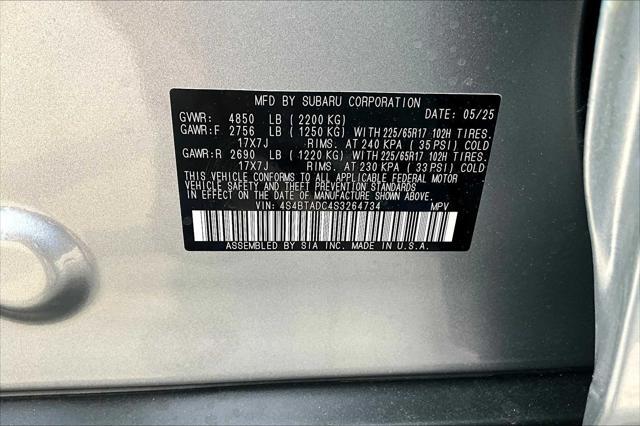 MFD BY SUBARU CORPORATION
GVWR: 4850 LB (2200 KG) DATE: 05/25
GAWR:F 2756 LB (1250 KG) WITH 225/65R17 102H TIRES.
17X7J RIMS. AT 240 KPA (35 PSI) COLD
GAWR:R 2690 LB (1220 KG) WITH 225/65R17 102H TIRES.
17X7J RIMS. AT 230 KPA (33 PSI) COLD
THIS VEHICLE CONFORMS TO ALL APPLICABLE FEDERAL MOTOR
VEHICLE SAFETY AND THEFT PREVENTION STANDARDS
IN EFFECT ON THE DATE OF MANUFACTURE SHOWN ABOVE.
VIN: 4S4BTADC4S3264734 MPV
ASSEMBLED BY SIA INC. MADE IN U.S.A.